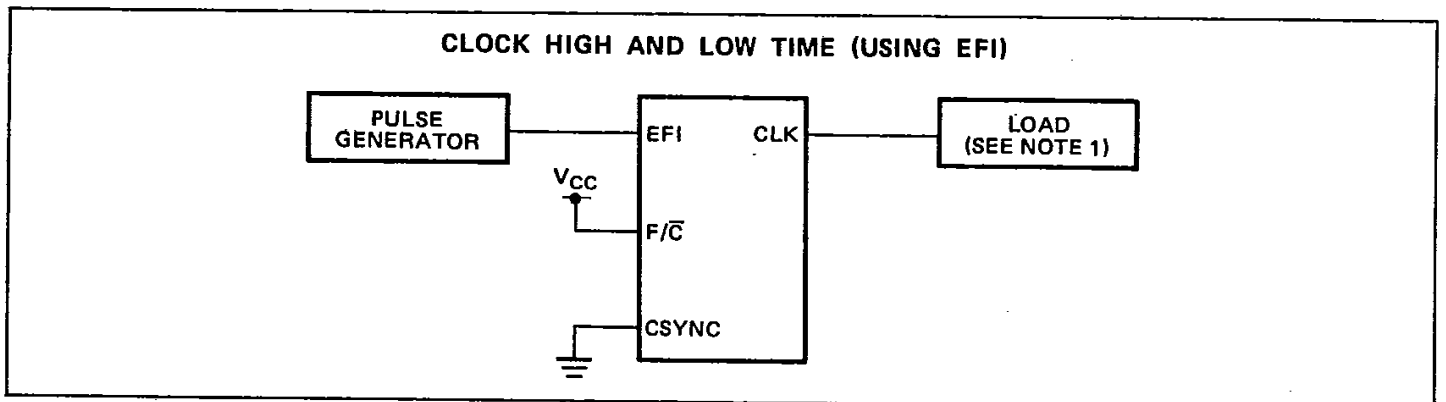 CLOCK HIGH AND LOW TIME (USING EFI)
PULSE
GENERATOR
EFI
CLK
LOAD
(SEE NOTE 1)
VCC
F/C̅
CSYNC